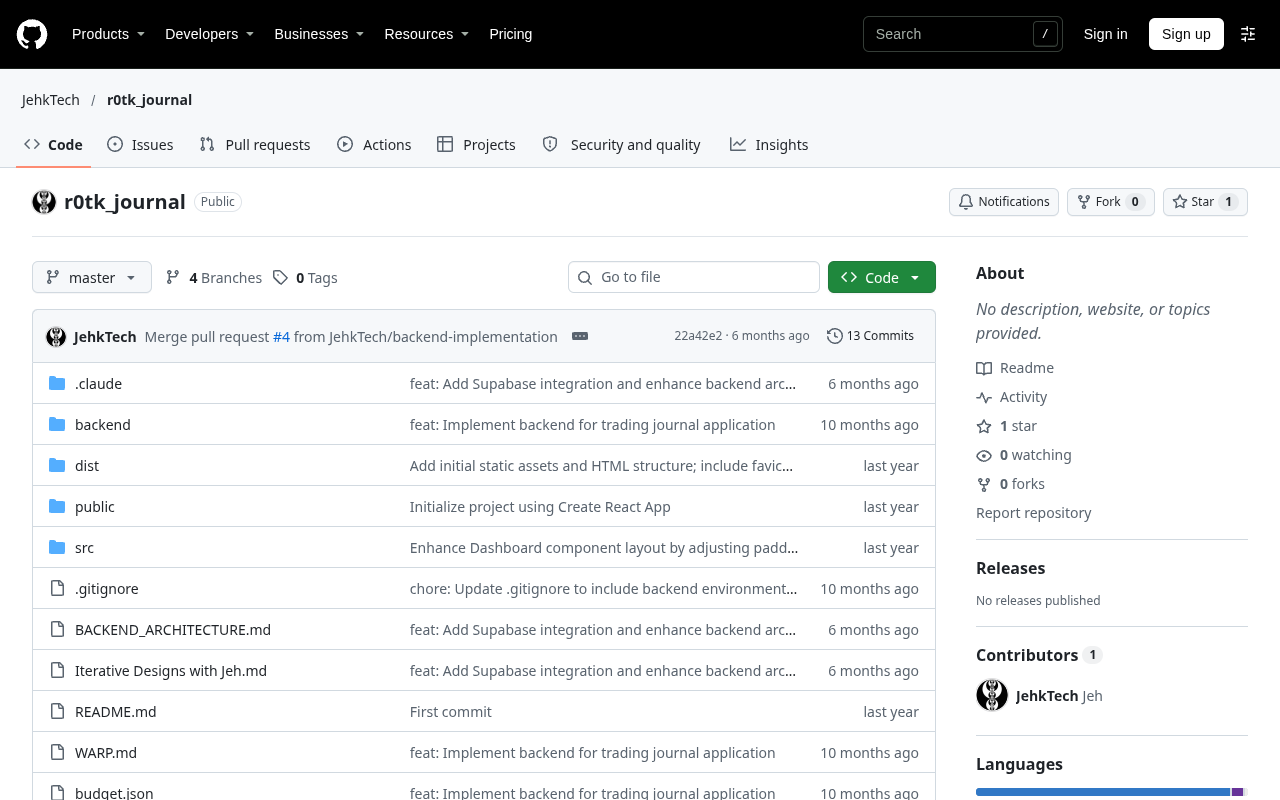 Products Developers Businesses Resources Pricing Search / Sign in Sign up
JehkTech / r0tk_journal
Code Issues Pull requests Actions Projects Security and quality Insights
r0tk_journal Public Notifications Fork 0 Star 1
master 4 Branches 0 Tags Go to file Code
JehkTech Merge pull request #4 from JehkTech/backend-implementation 22a42e2 · 6 months ago 13 Commits
.claude feat: Add Supabase integration and enhance backend arc… 6 months ago
backend feat: Implement backend for trading journal application 10 months ago
dist Add initial static assets and HTML structure; include favic… last year
public Initialize project using Create React App last year
src Enhance Dashboard component layout by adjusting padd… last year
.gitignore chore: Update .gitignore to include backend environment… 10 months ago
BACKEND_ARCHITECTURE.md feat: Add Supabase integration and enhance backend arc… 6 months ago
Iterative Designs with Jeh.md feat: Add Supabase integration and enhance backend arc… 6 months ago
README.md First commit last year
WARP.md feat: Implement backend for trading journal application 10 months ago
budget.json feat: Implement backend for trading journal application 10 months ago
About
No description, website, or topics
provided.
Readme
Activity
1 star
0 watching
0 forks
Report repository
Releases
No releases published
Contributors 1
JehkTech Jeh
Languages